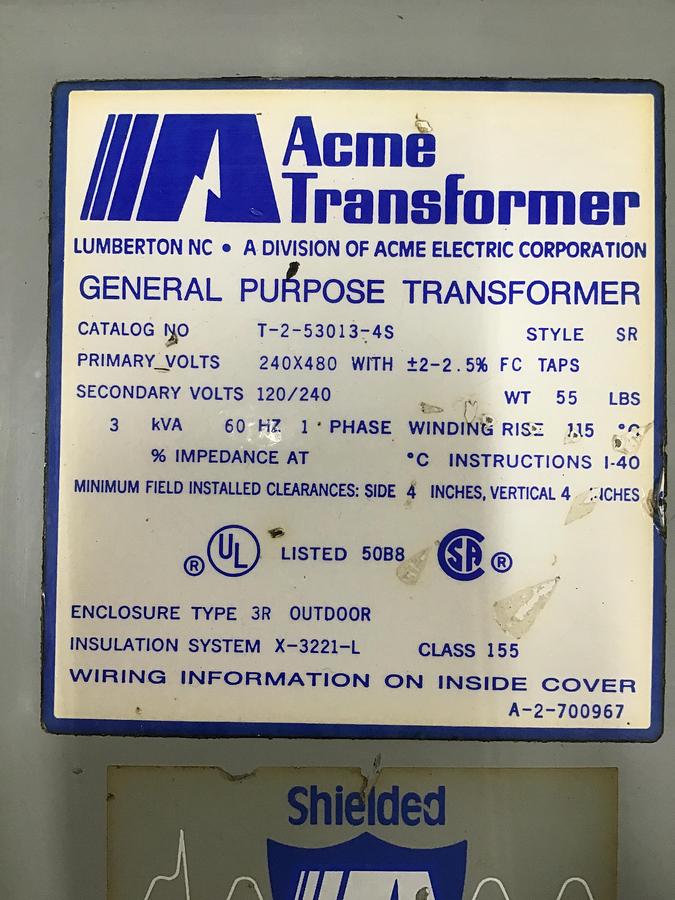 Acme
Transformer
LUMBERTON NC • A DIVISION OF ACME ELECTRIC CORPORATION
GENERAL PURPOSE TRANSFORMER
CATALOG NO T-2-53013-4S STYLE SR
PRIMARY VOLTS 240X480 WITH ±2-2.5% FC TAPS
SECONDARY VOLTS 120/240 WT 55 LBS
3 kVA 60 HZ 1 PHASE WINDING RISE 115 °C
% IMPEDANCE AT °C INSTRUCTIONS I-40
MINIMUM FIELD INSTALLED CLEARANCES: SIDE 4 INCHES, VERTICAL 4 INCHES
® UL LISTED 50B8 SA ®
ENCLOSURE TYPE 3R OUTDOOR
INSULATION SYSTEM X-3221-L CLASS 155
WIRING INFORMATION ON INSIDE COVER
A-2-700967
Shielded